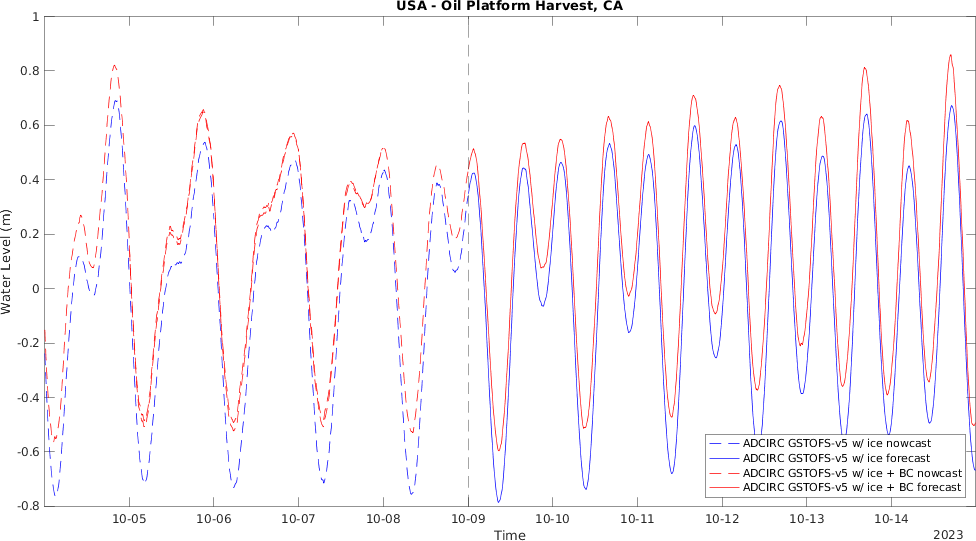 USA - Oil Platform Harvest, CA
Water Level (m)
1
0.8
0.6
0.4
0.2
0
-0.2
-0.4
-0.6
-0.8
ADCIRC GSTOFS-v5 w/ ice nowcast
ADCIRC GSTOFS-v5 w/ ice forecast
ADCIRC GSTOFS-v5 w/ ice + BC nowcast
ADCIRC GSTOFS-v5 w/ ice + BC forecast
10-05 10-06 10-07 10-08 10-09 10-10 10-11 10-12 10-13 10-14
Time
2023